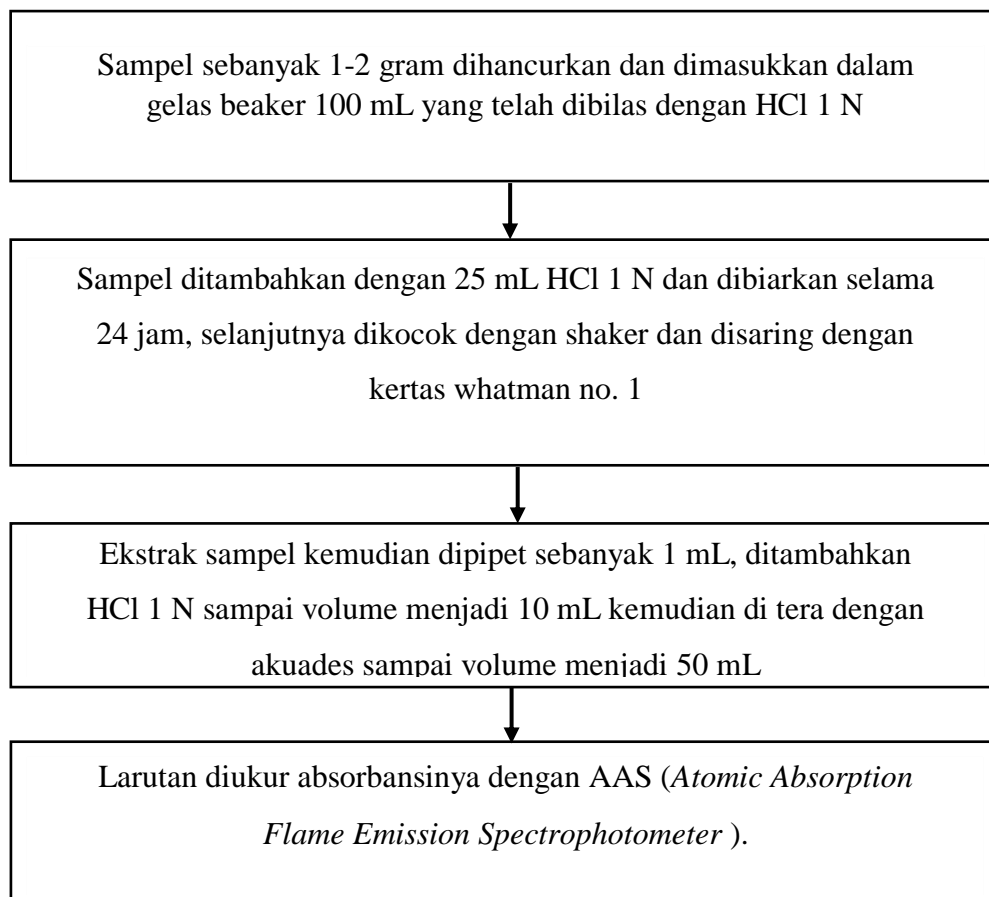 Sampel sebanyak 1-2 gram dihancurkan dan dimasukkan dalam
gelas beaker 100 mL yang telah dibilas dengan HCl 1 N
Sampel ditambahkan dengan 25 mL HCl 1 N dan dibiarkan selama
24 jam, selanjutnya dikocok dengan shaker dan disaring dengan
kertas whatman no. 1
Ekstrak sampel kemudian dipipet sebanyak 1 mL, ditambahkan
HCl 1 N sampai volume menjadi 10 mL kemudian di tera dengan
akuades sampai volume menjadi 50 mL
Larutan diukur absorbansinya dengan AAS (Atomic Absorption
Flame Emission Spectrophotometer ).